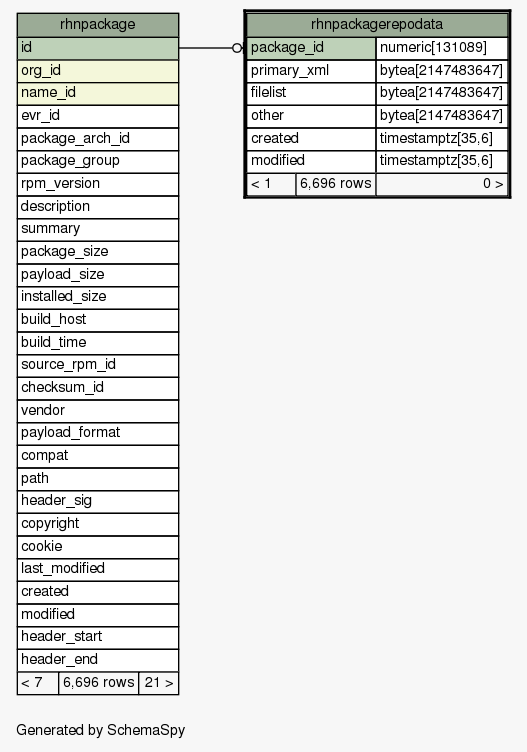 rhnpackage
id
org_id
name_id
evr_id
package_arch_id
package_group
rpm_version
description
summary
package_size
payload_size
installed_size
build_host
build_time
source_rpm_id
checksum_id
vendor
payload_format
compat
path
header_sig
copyright
cookie
last_modified
created
modified
header_start
header_end
< 7 6,696 rows 21 >
rhnpackagerepodata
package_id numeric[131089]
primary_xml bytea[2147483647]
filelist bytea[2147483647]
other bytea[2147483647]
created timestamptz[35,6]
modified timestamptz[35,6]
< 1 6,696 rows 0 >
Generated by SchemaSpy